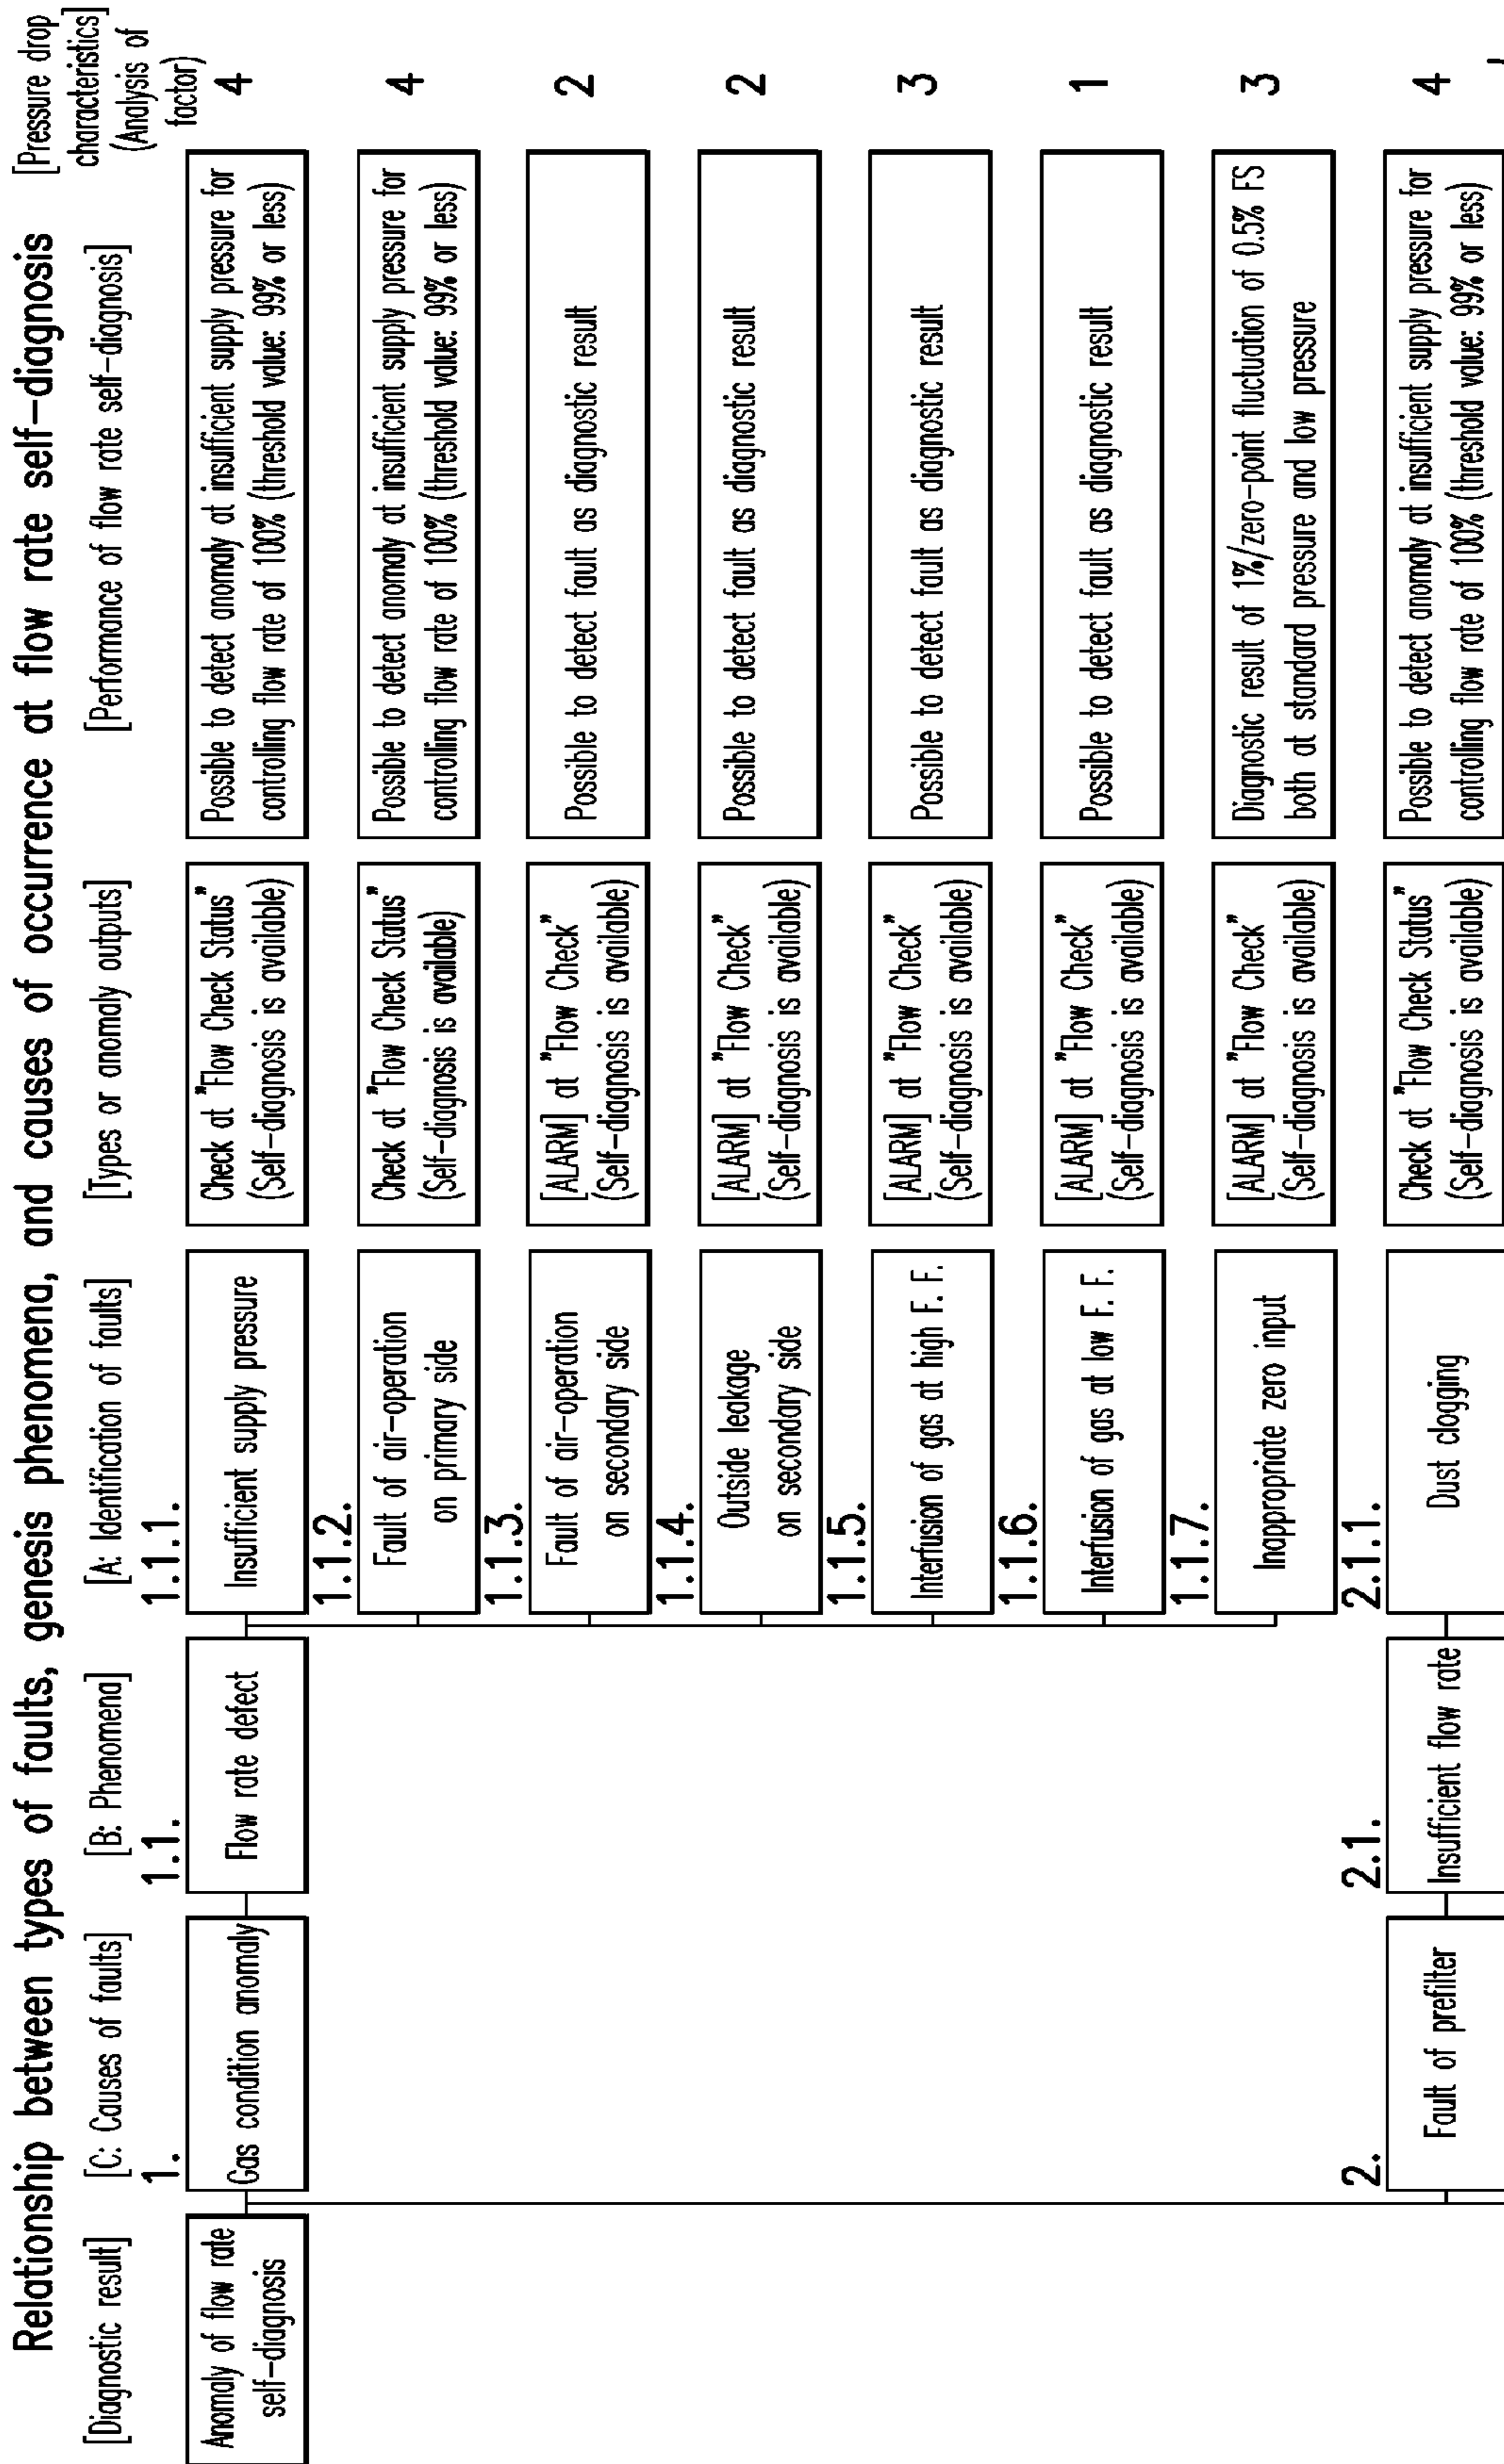 Relationship between types of faults, genesis phenomena, and causes of occurrence at flow rate self-diagnosis
[Diagnostic result]
[C: Causes of faults]
[B: Phenomena]
[A: Identification of faults]
[Types or anomaly outputs]
[Performance of flow rate self-diagnosis]
[Pressure drop
characteristics]
(Analysis of
factor)
Anomaly of flow rate
self-diagnosis
1.
Gas condition anomaly
1.1.
Flow rate defect
1.1.1.
Insufficient supply pressure
Check at "Flow Check Status"
(Self-diagnosis is available)
Possible to detect anomaly at insufficient supply pressure for
controlling flow rate of 100% (threshold value: 99% or less)
4
1.1.2.
Fault of air-operation
on primary side
Check at "Flow Check Status"
(Self-diagnosis is available)
Possible to detect anomaly at insufficient supply pressure for
controlling flow rate of 100% (threshold value: 99% or less)
4
1.1.3.
Fault of air-operation
on secondary side
[ALARM] at "Flow Check"
(Self-diagnosis is available)
Possible to detect fault as diagnostic result
2
1.1.4.
Outside leakage
on secondary side
[ALARM] at "Flow Check"
(Self-diagnosis is available)
Possible to detect fault as diagnostic result
2
1.1.5.
Interfusion of gas at high F. F.
[ALARM] at "Flow Check"
(Self-diagnosis is available)
Possible to detect fault as diagnostic result
3
1.1.6.
Interfusion of gas at low F. F.
[ALARM] at "Flow Check"
(Self-diagnosis is available)
Possible to detect fault as diagnostic result
1
1.1.7.
Inappropriate zero input
[ALARM] at "Flow Check"
(Self-diagnosis is available)
Diagnostic result of 1%/zero-point fluctuation of 0.5% FS
both at standard pressure and low pressure
3
2.
Fault of prefilter
2.1.
Insufficient flow rate
2.1.1.
Dust clogging
Check at "Flow Check Status"
(Self-diagnosis is available)
Possible to detect anomaly at insufficient supply pressure for
controlling flow rate of 100% (threshold value: 99% or less)
4